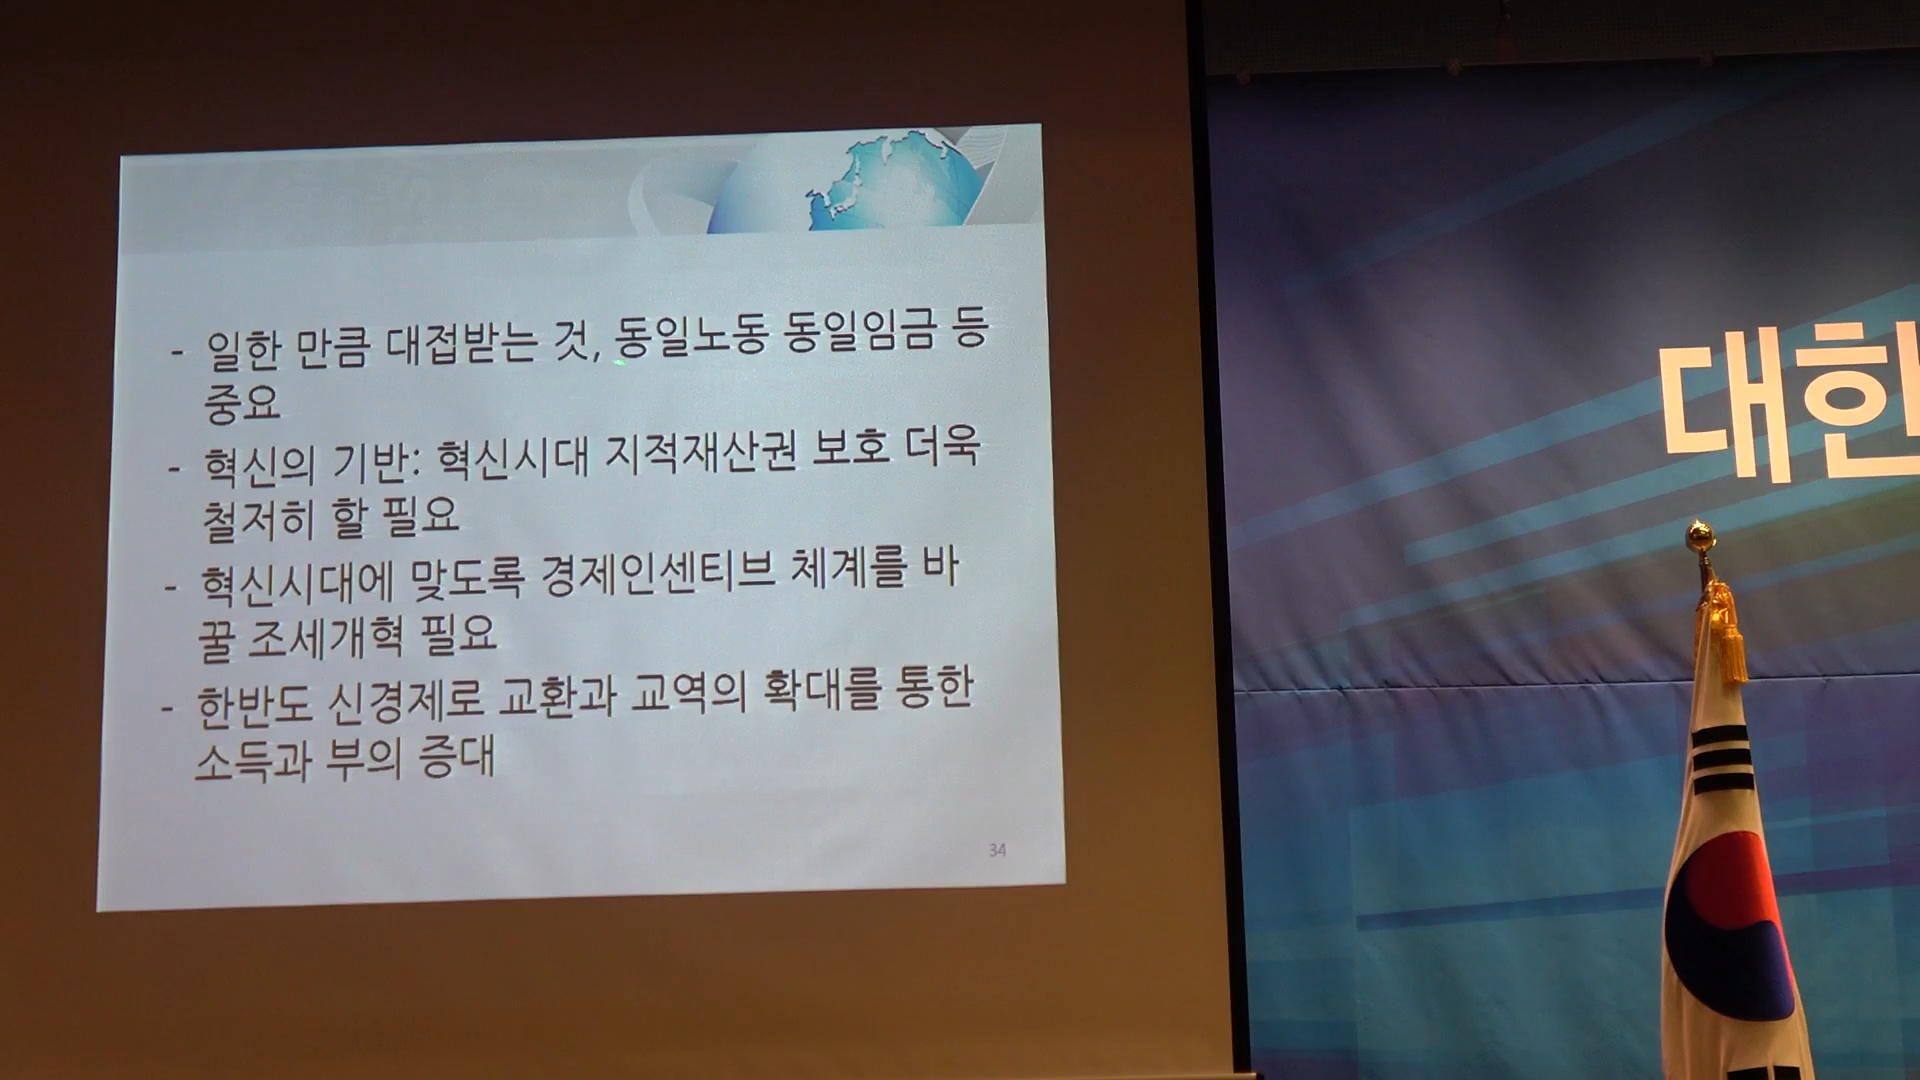 - 일한 만큼 대접받는 것, 동일노동 동일임금 등
중요
- 혁신의 기반: 혁신시대 지적재산권 보호 더욱
철저히 할 필요
- 혁신시대에 맞도록 경제인센티브 체계를 바
꿀 조세개혁 필요
- 한반도 신경제로 교환과 교역의 확대를 통한
소득과 부의 증대
34
대한